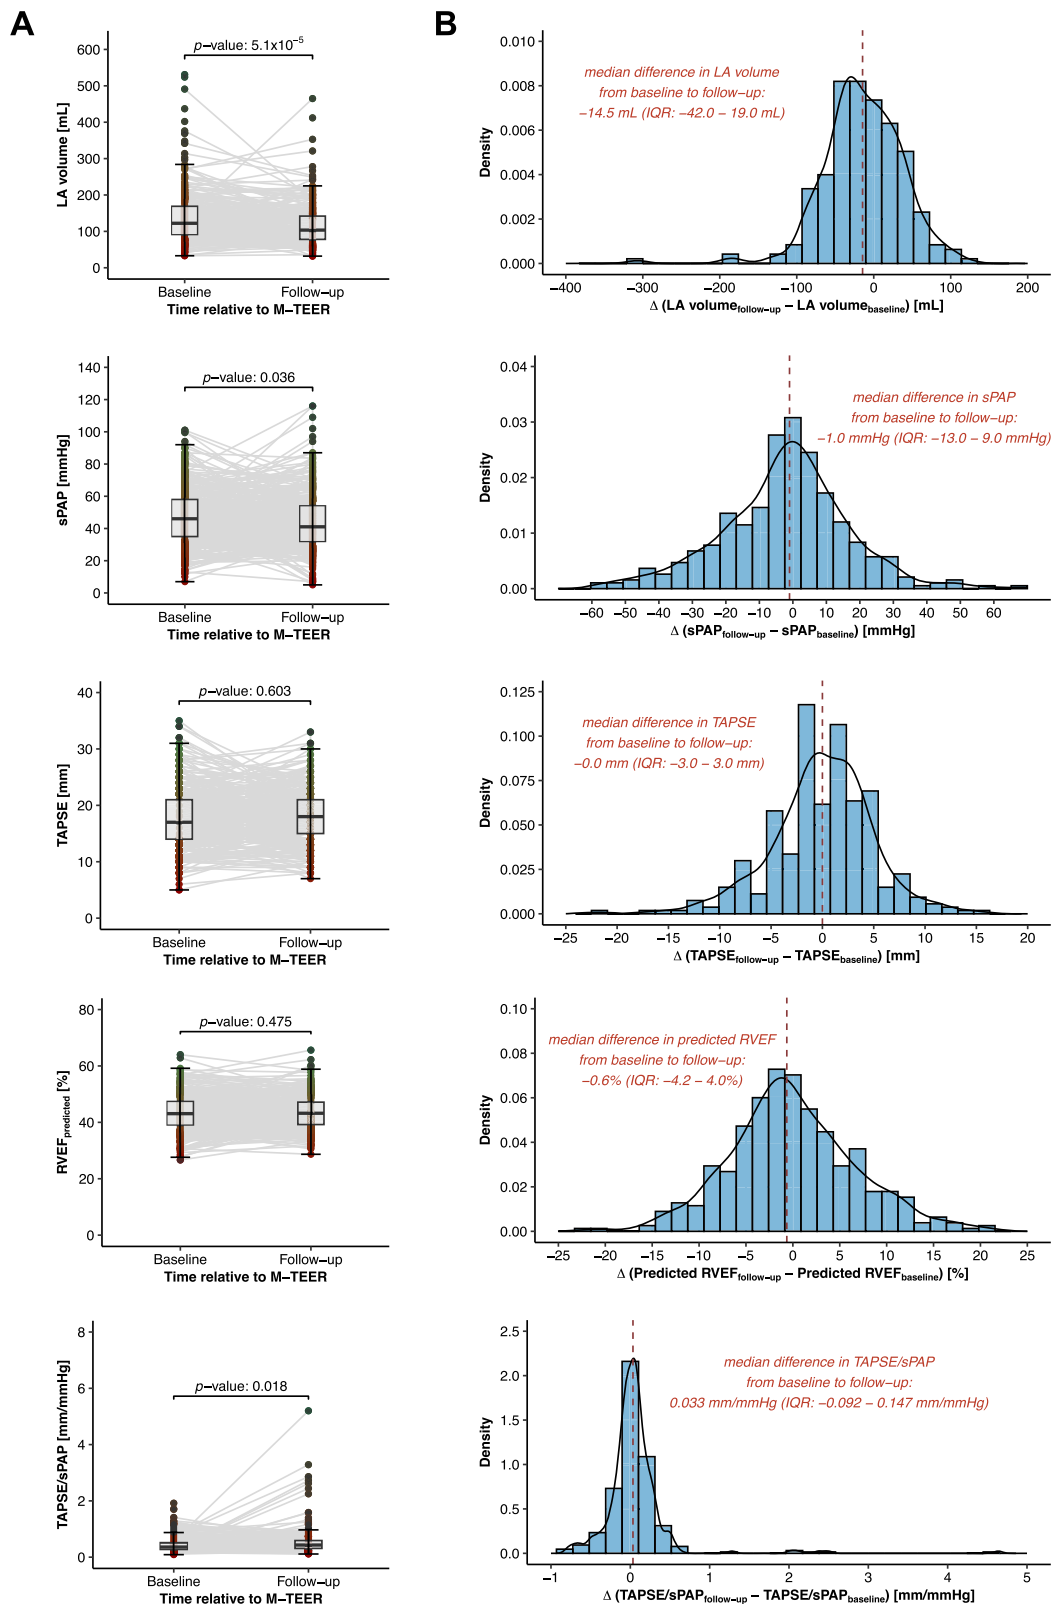 A
B
p−value: 5.1x10−5
600
500
400
300
200
100
0
LA volume [mL]
Baseline
Follow−up
Time relative to M−TEER
median difference in LA volume
from baseline to follow−up:
−14.5 mL (IQR: −42.0 − 19.0 mL)
0.010
0.008
0.006
0.004
0.002
0.000
Density
−400
−300
−200
−100
0
100
200
Δ (LA volumefollow−up − LA volumebaseline) [mL]
p−value: 0.036
140
120
100
80
60
40
20
0
sPAP [mmHg]
Baseline
Follow−up
Time relative to M−TEER
median difference in sPAP
from baseline to follow−up:
−1.0 mmHg (IQR: −13.0 − 9.0 mmHg)
0.04
0.03
0.02
0.01
0.00
Density
−60
−50
−40
−30
−20
−10
0
10
20
30
40
50
60
Δ (sPAPfollow−up − sPAPbaseline) [mmHg]
p−value: 0.603
40
30
20
10
0
TAPSE [mm]
Baseline
Follow−up
Time relative to M−TEER
median difference in TAPSE
from baseline to follow−up:
−0.0 mm (IQR: −3.0 − 3.0 mm)
0.125
0.100
0.075
0.050
0.025
0.000
Density
−25
−20
−15
−10
−5
0
5
10
15
20
Δ (TAPSEfollow−up − TAPSEbaseline) [mm]
p−value: 0.475
80
60
40
20
0
RVEFpredicted [%]
Baseline
Follow−up
Time relative to M−TEER
median difference in predicted RVEF
from baseline to follow−up:
−0.6% (IQR: −4.2 − 4.0%)
0.10
0.08
0.06
0.04
0.02
0.00
Density
−25
−20
−15
−10
−5
0
5
10
15
20
25
Δ (Predicted RVEFfollow−up − Predicted RVEFbaseline) [%]
p−value: 0.018
8
6
4
2
0
TAPSE/sPAP [mm/mmHg]
Baseline
Follow−up
Time relative to M−TEER
median difference in TAPSE/sPAP
from baseline to follow−up:
0.033 mm/mmHg (IQR: −0.092 − 0.147 mm/mmHg)
2.5
2.0
1.5
1.0
0.5
0.0
Density
−1
0
1
2
3
4
5
Δ (TAPSE/sPAPfollow−up − TAPSE/sPAPbaseline) [mm/mmHg]